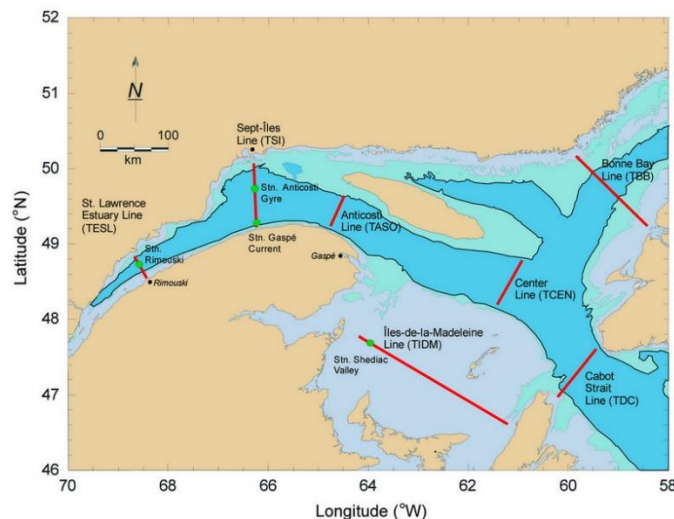 52
51
50
49
48
47
46
Latitude (°N)
N
0 100
km
Sept-Îles
Line (TSI)
Stn. Anticosti
Gyre
Bonne Bay
Line (TBB)
St. Lawrence
Estuary Line
(TESL)
Anticosti
Line (TASO)
Stn. Gaspé
Current
Stn.
Rimouski
Gaspé
Rimouski
Center
Line (TCEN)
Îles-de-la-Madeleine
Line (TIDM)
Stn. Shediac
Valley
Cabot
Strait
Line (TDC)
70 68 66 64 62 60 58
Longitude (°W)